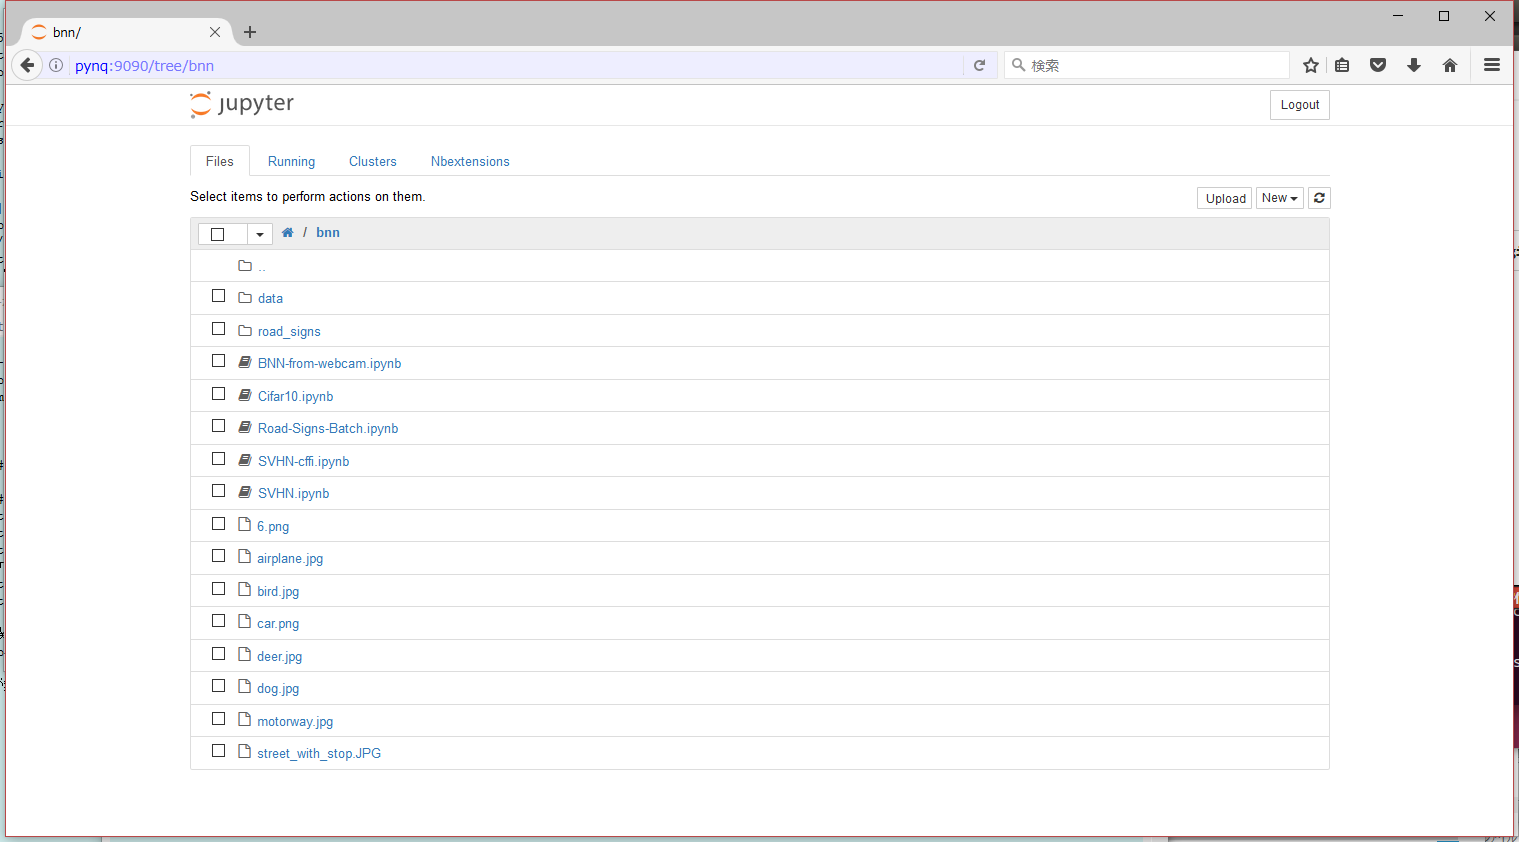 bnn/
pynq:9090/tree/bnn
検索
jupyter
Logout
Files Running Clusters Nbextensions
Select items to perform actions on them.
Upload New
/ bnn
..
data
road_signs
BNN-from-webcam.ipynb
Cifar10.ipynb
Road-Signs-Batch.ipynb
SVHN-cffi.ipynb
SVHN.ipynb
6.png
airplane.jpg
bird.jpg
car.png
deer.jpg
dog.jpg
motorway.jpg
street_with_stop.JPG